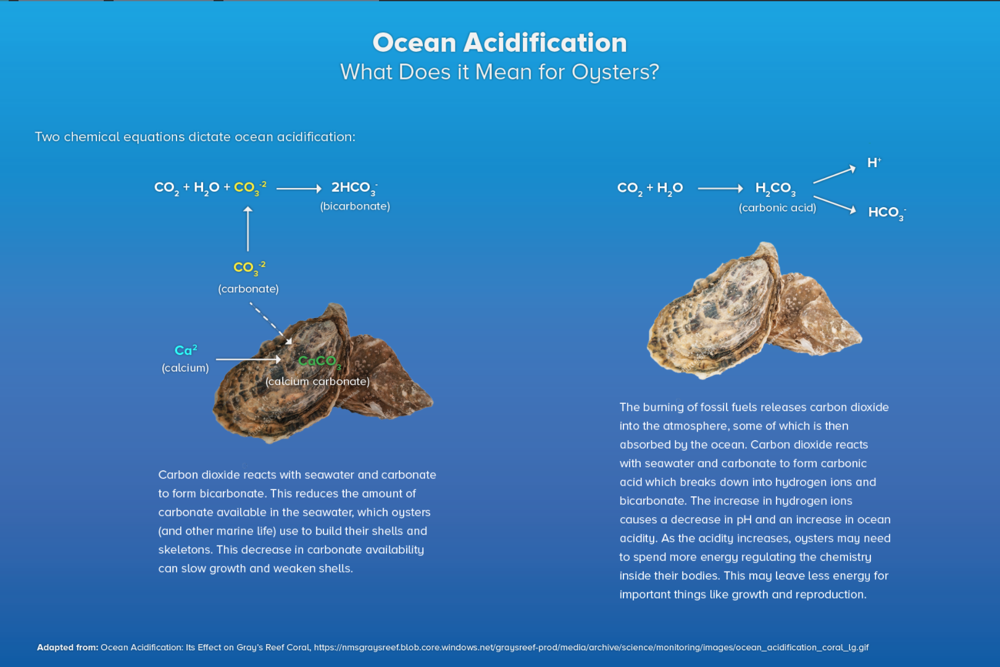 Ocean Acidification
What Does it Mean for Oysters?
Two chemical equations dictate ocean acidification:
CO₂ + H₂O + CO₃⁻² → 2HCO₃⁻
(bicarbonate)
CO₃⁻²
(carbonate)
Ca²
(calcium)
CaCO₃
(calcium carbonate)
Carbon dioxide reacts with seawater and carbonate
to form bicarbonate. This reduces the amount of
carbonate available in the seawater, which oysters
(and other marine life) use to build their shells and
skeletons. This decrease in carbonate availability
can slow growth and weaken shells.
CO₂ + H₂O → H₂CO₃
(carbonic acid)
H⁺
HCO₃⁻
The burning of fossil fuels releases carbon dioxide
into the atmosphere, some of which is then
absorbed by the ocean. Carbon dioxide reacts
with seawater and carbonate to form carbonic
acid which breaks down into hydrogen ions and
bicarbonate. The increase in hydrogen ions
causes a decrease in pH and an increase in ocean
acidity. As the acidity increases, oysters may need
to spend more energy regulating the chemistry
inside their bodies. This may leave less energy for
important things like growth and reproduction.
Adapted from: Ocean Acidification: Its Effect on Gray's Reef Coral, https://nmsgraysreef.blob.core.windows.net/graysreef-prod/media/archive/science/monitoring/images/ocean_acidification_coral_lg.gif